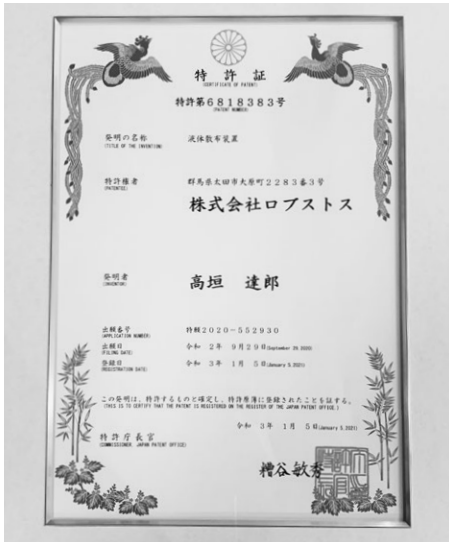 特許証
(CERTIFICATE OF PATENT)
特許第6818383号
(PATENT NUMBER)
発明の名称 液体散布装置
(TITLE OF THE INVENTION)
特許権者 群馬県太田市大原町2283番3号
(PATENTEE)
株式会社ロブストス
発明者 高垣 達郎
(INVENTOR)
出願番号 特願2020-552930
(APPLICATION NUMBER)
出願日 令和 2年 9月29日(September 29,2020)
(FILING DATE)
登録日 令和 3年 1月 5日(January 5,2021)
(REGISTRATION DATE)
この発明は、特許するものと確定し、特許原簿に登録されたことを証する。
(THIS IS TO CERTIFY THAT THE PATENT IS REGISTERED ON THE REGISTER OF THE JAPAN PATENT OFFICE.)
令和 3年 1月 5日(January 5,2021)
特許庁長官
(COMMISSIONER, JAPAN PATENT OFFICE)
糟谷敏秀